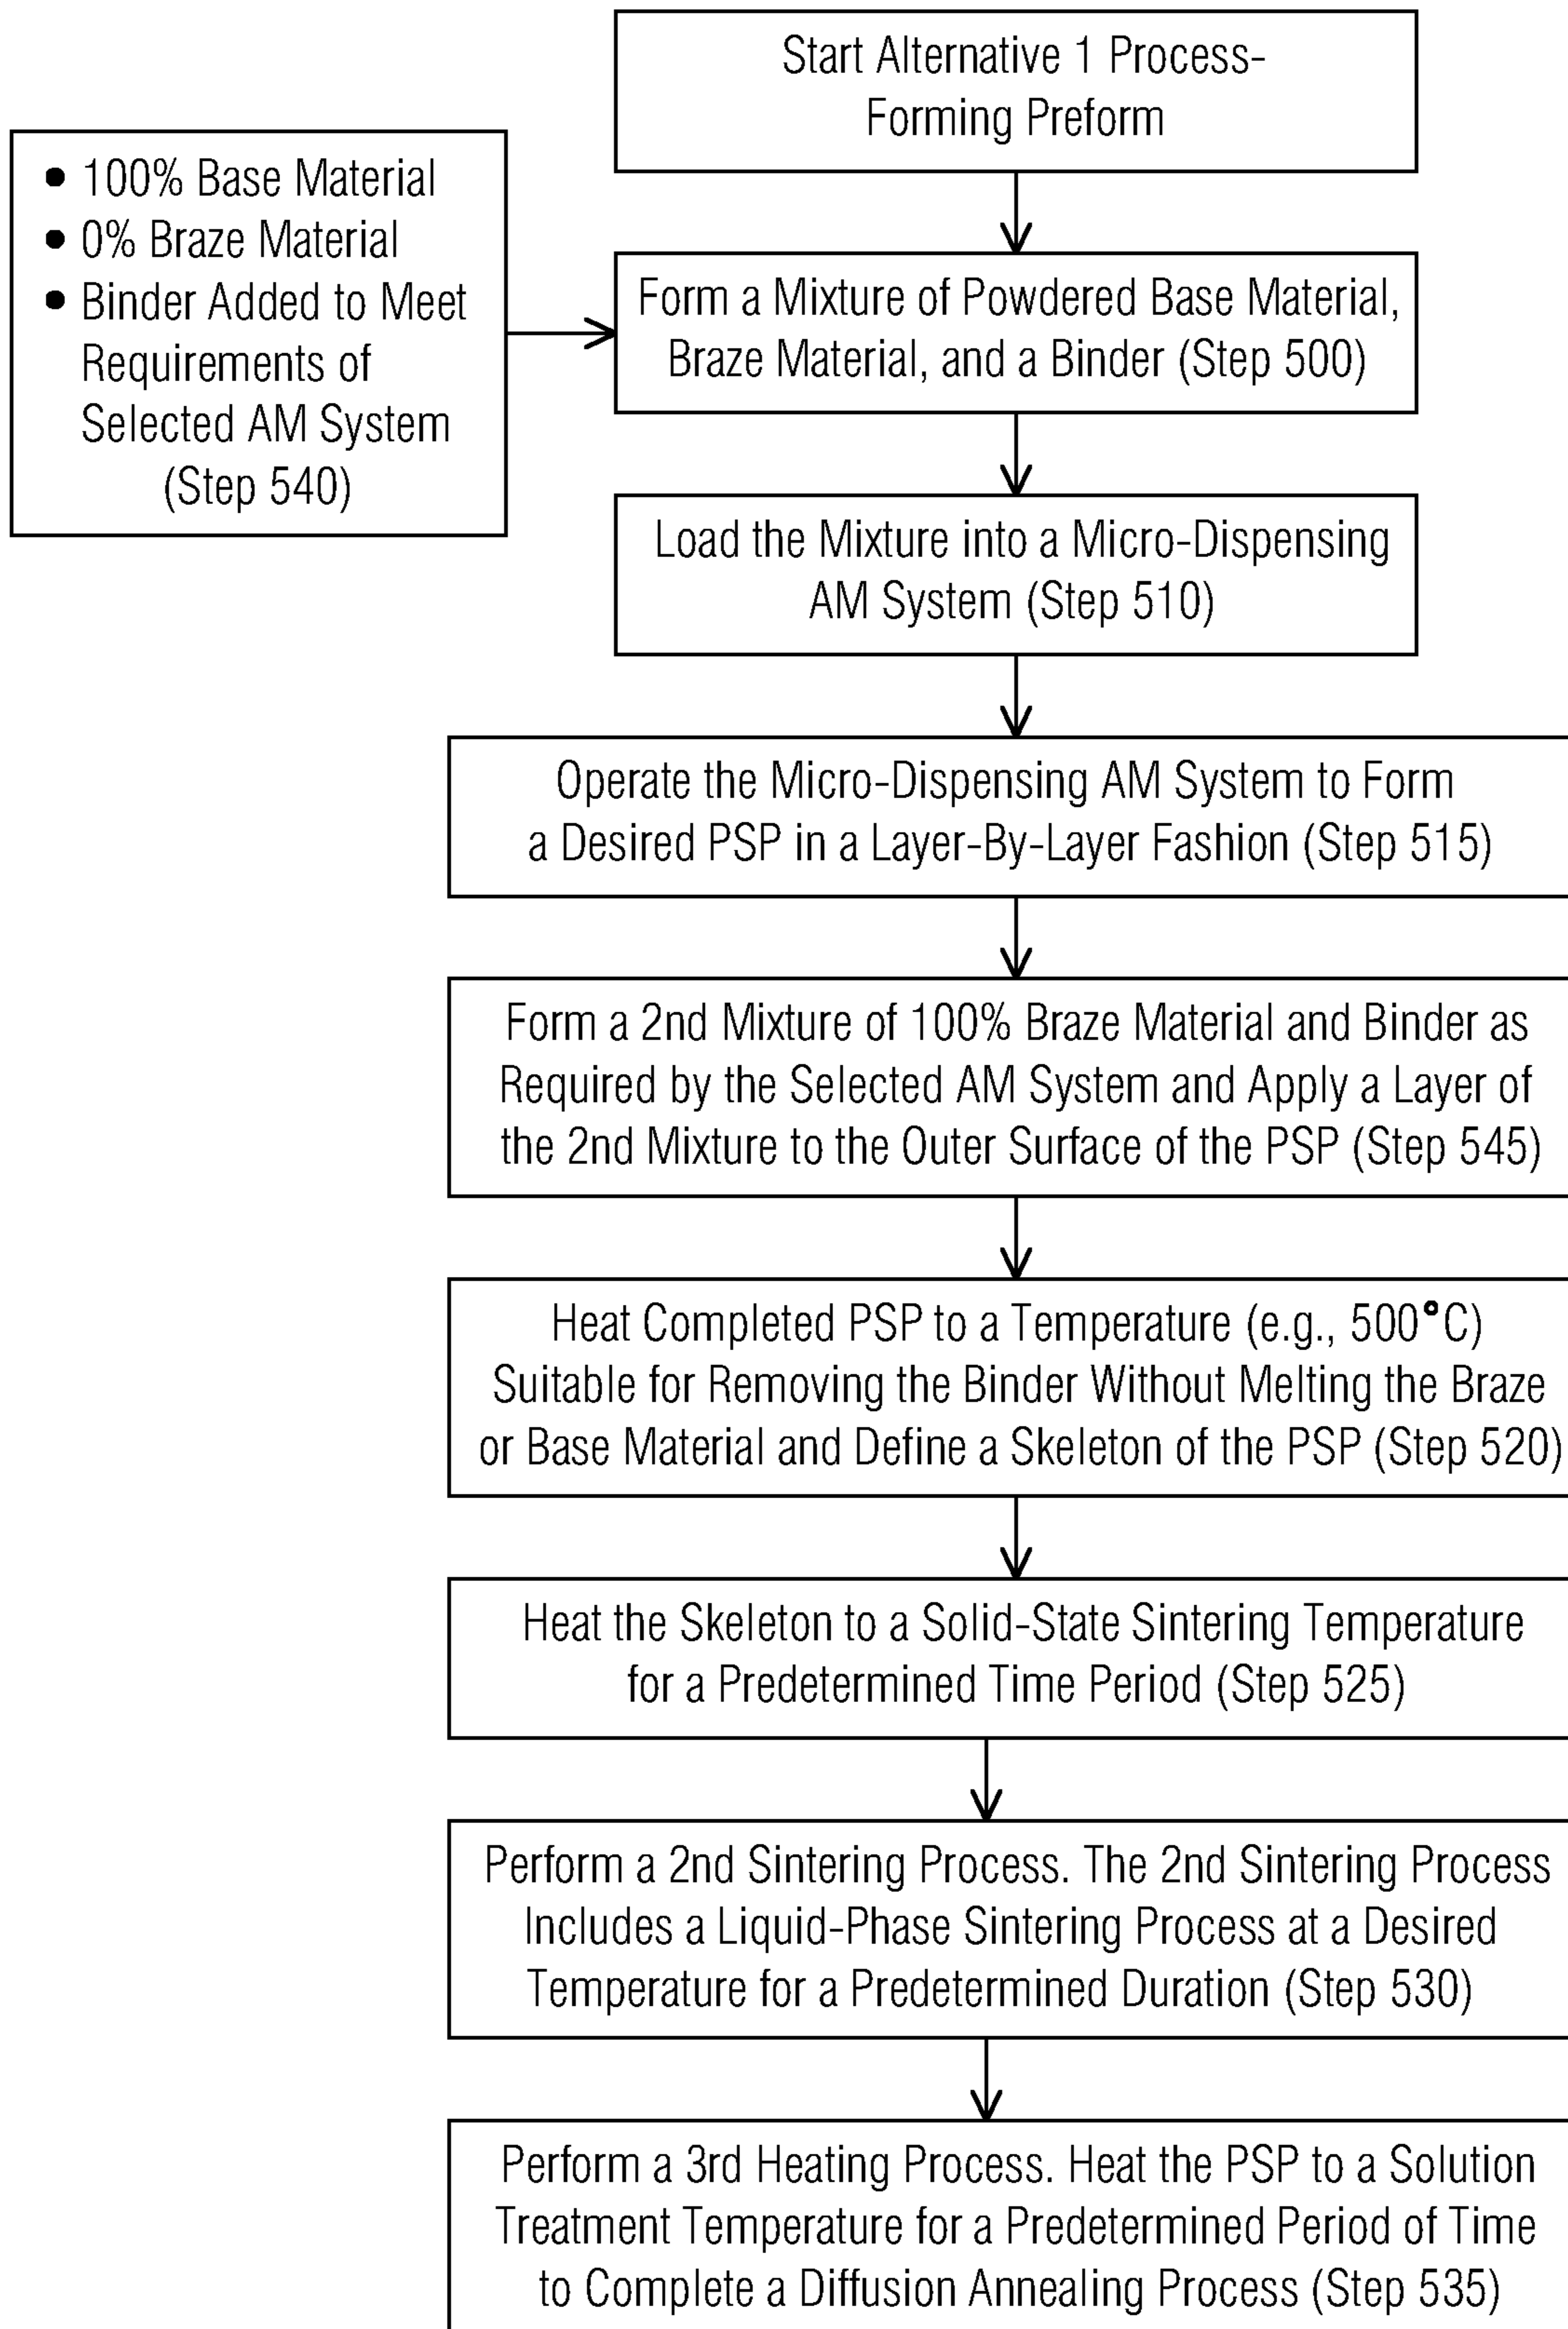 Start Alternative 1 Process-
Forming Preform
• 100% Base Material
• 0% Braze Material
• Binder Added to Meet
Requirements of
Selected AM System
(Step 540)
Form a Mixture of Powdered Base Material,
Braze Material, and a Binder (Step 500)
Load the Mixture into a Micro-Dispensing
AM System (Step 510)
Operate the Micro-Dispensing AM System to Form
a Desired PSP in a Layer-By-Layer Fashion (Step 515)
Form a 2nd Mixture of 100% Braze Material and Binder as
Required by the Selected AM System and Apply a Layer of
the 2nd Mixture to the Outer Surface of the PSP (Step 545)
Heat Completed PSP to a Temperature (e.g., 500°C)
Suitable for Removing the Binder Without Melting the Braze
or Base Material and Define a Skeleton of the PSP (Step 520)
Heat the Skeleton to a Solid-State Sintering Temperature
for a Predetermined Time Period (Step 525)
Perform a 2nd Sintering Process. The 2nd Sintering Process
Includes a Liquid-Phase Sintering Process at a Desired
Temperature for a Predetermined Duration (Step 530)
Perform a 3rd Heating Process. Heat the PSP to a Solution
Treatment Temperature for a Predetermined Period of Time
to Complete a Diffusion Annealing Process (Step 535)